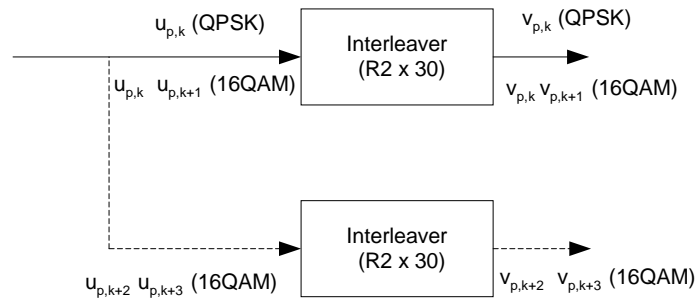 u_{p,k} (QPSK)
u_{p,k} u_{p,k+1} (16QAM)
Interleaver
(R2 x 30)
v_{p,k} (QPSK)
v_{p,k} v_{p,k+1} (16QAM)
u_{p,k+2} u_{p,k+3} (16QAM)
Interleaver
(R2 x 30)
v_{p,k+2} v_{p,k+3} (16QAM)